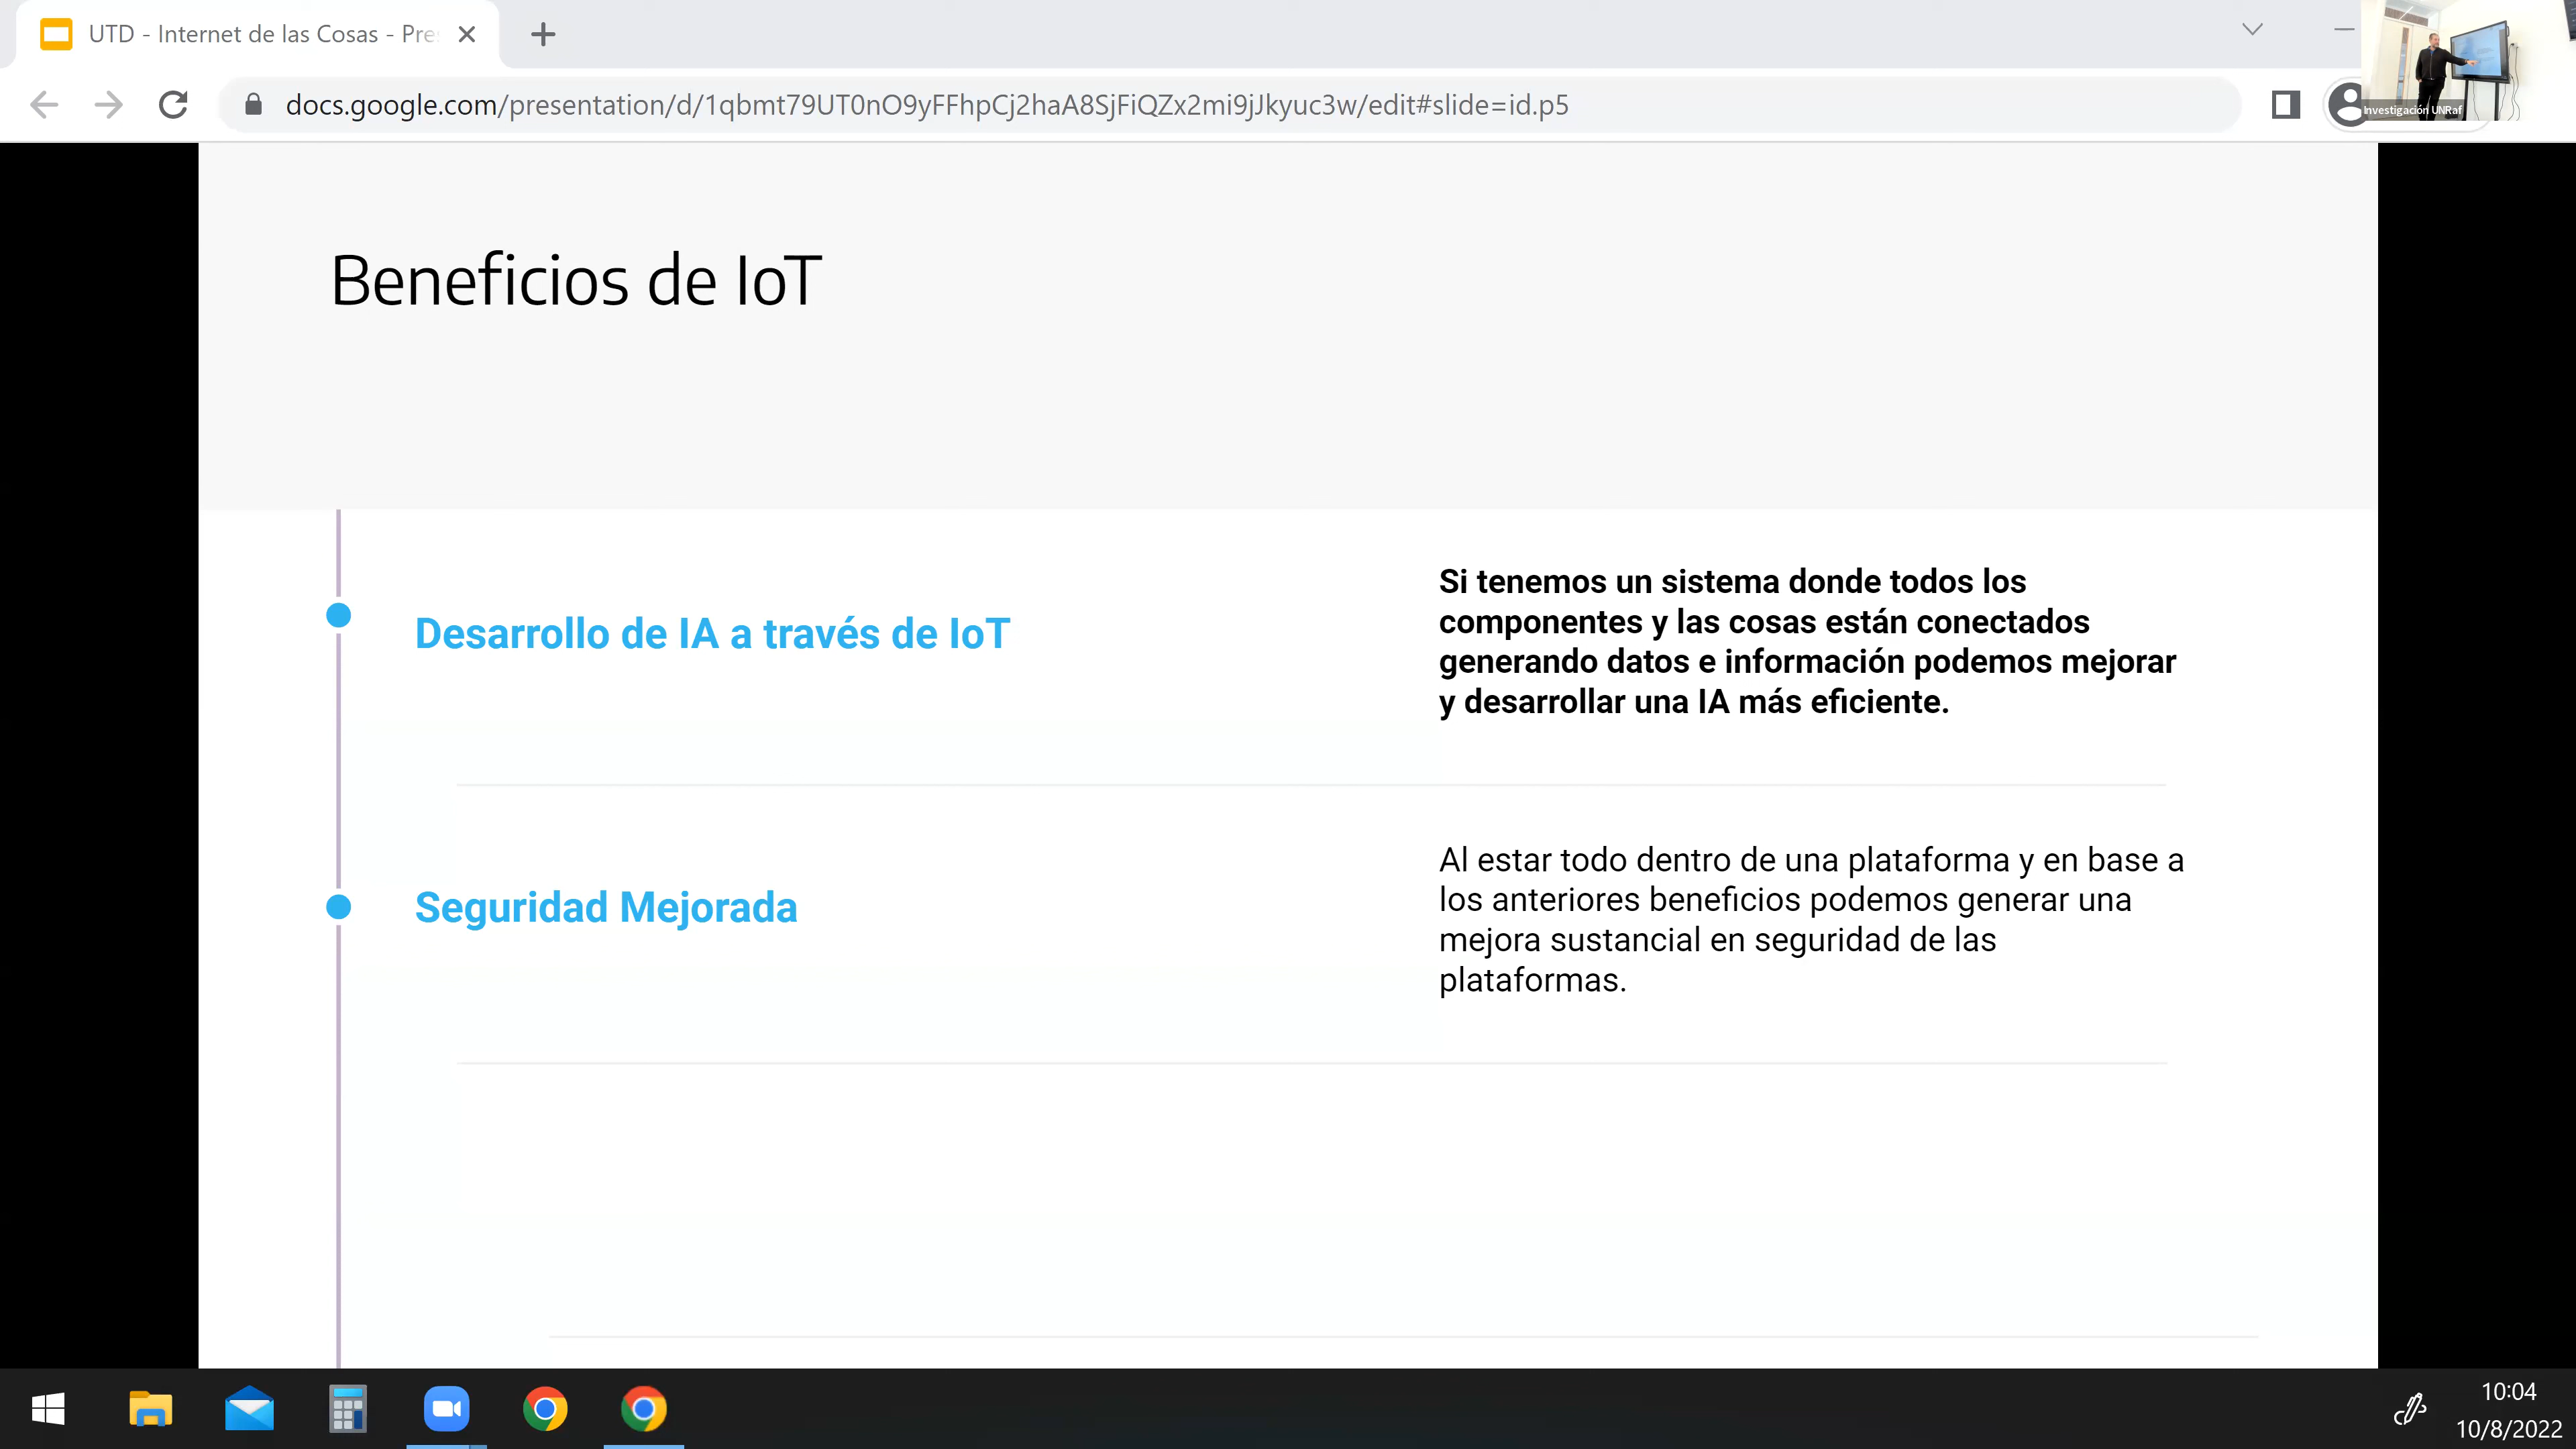 UTD - Internet de las Cosas - Pre
docs.google.com/presentation/d/1qbmt79UT0nO9yFFhpCj2haA8SjFiQZx2mi9jJkyuc3w/edit#slide=id.p5
Investigación UNRaf
Beneficios de IoT
Desarrollo de IA a través de IoT
Si tenemos un sistema donde todos los
componentes y las cosas están conectados
generando datos e información podemos mejorar
y desarrollar una IA más eficiente.
Seguridad Mejorada
Al estar todo dentro de una plataforma y en base a
los anteriores beneficios podemos generar una
mejora sustancial en seguridad de las
plataformas.
10:04
10/8/2022